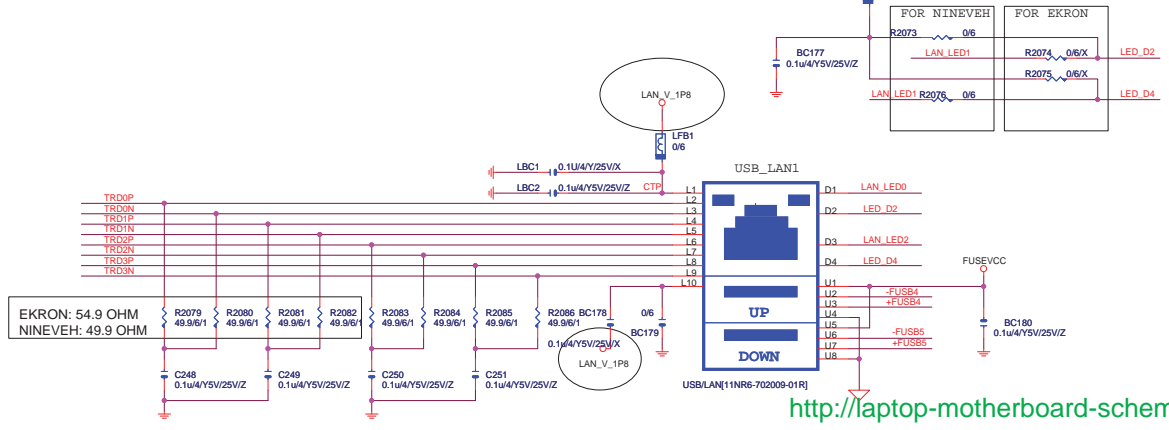 FOR NINEVEH
FOR EKRON
R2073 0/6
LAN_LED1
R2074 0/6/X
LED_D2
R2075 0/6/X
LAN_LED1
R2076 0/6
LED_D4
BC177
0.1u/4/Y5V/25V/Z
LAN_V_1P8
LFB1
0/6
LBC1 0.1U/4/Y/25V/X
LBC2 0.1u/4/Y5V/25V/Z
CTP
USB_LAN1
TRD0P
TRD0N
TRD1P
TRD1N
TRD2P
TRD2N
TRD3P
TRD3N
L1
L2
L3
L4
L5
L6
L7
L8
L9
L10
D1 LAN_LED0
D2 LED_D2
D3 LAN_LED2
D4 LED_D4
FUSEVCC
U1
U2 -FUSB4
U3 +FUSB4
U4
U5
U6 -FUSB5
U7 +FUSB5
U8
UP
DOWN
BC180
0.1u/4/Y5V/25V/Z
EKRON: 54.9 OHM
NINEVEH: 49.9 OHM
R2079
49.9/6/1
R2080
49.9/6/1
R2081
49.9/6/1
R2082
49.9/6/1
R2083
49.9/6/1
R2084
49.9/6/1
R2085
49.9/6/1
R2086
49.9/6/1
BC178
0.1u/4/Y5V/25V/X
0/6
BC179
LAN_V_1P8
C248
0.1u/4/Y5V/25V/Z
C249
0.1u/4/Y5V/25V/Z
C250
0.1u/4/Y5V/25V/Z
C251
0.1u/4/Y5V/25V/Z
USB/LAN[11NR6-702009-01R]
http://laptop-motherboard-schem